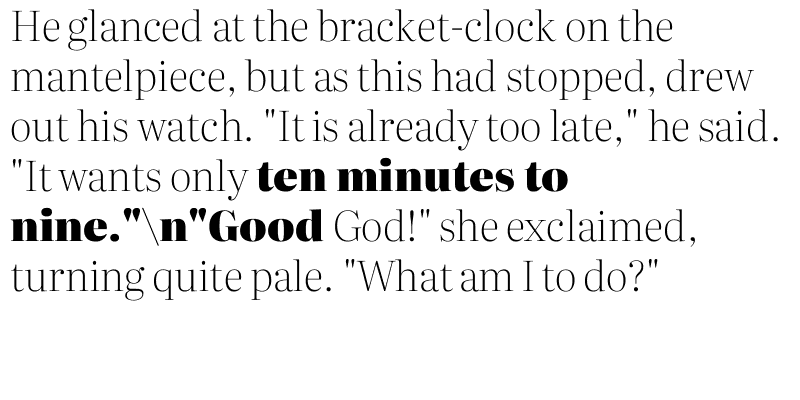 He glanced at the bracket-clock on the
mantelpiece, but as this had stopped, drew
out his watch. "It is already too late," he said.
"It wants only ten minutes to
nine."\n"Good God!" she exclaimed,
turning quite pale. "What am I to do?"